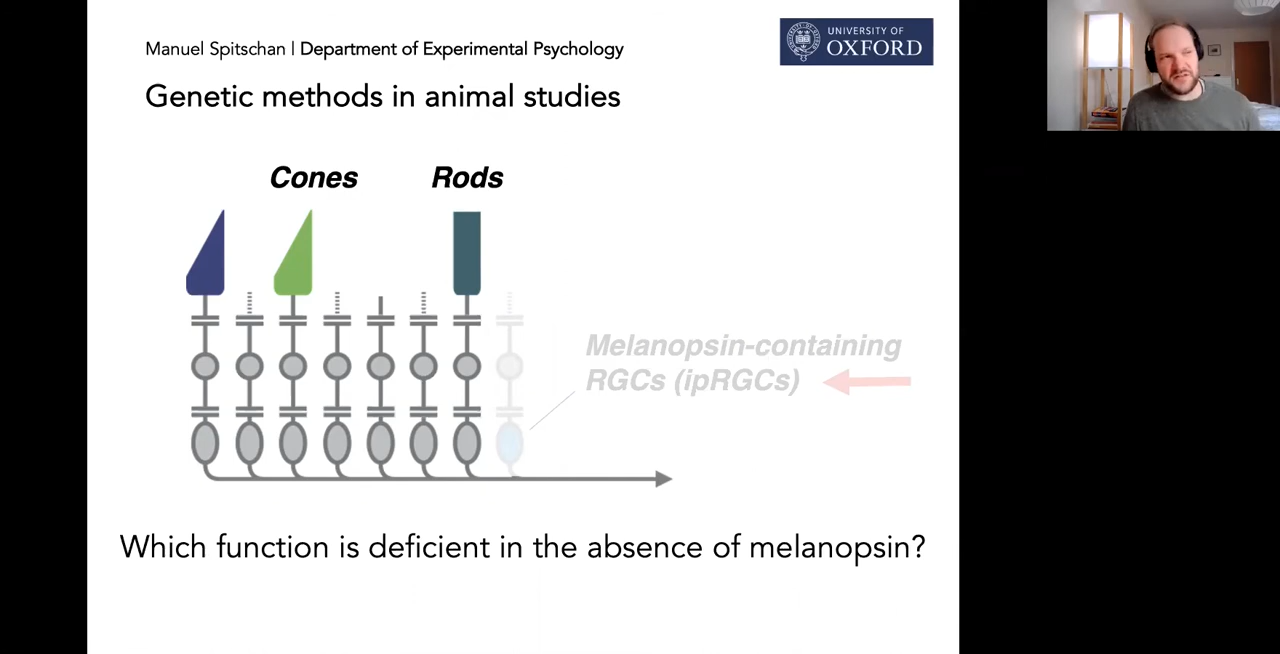 Manuel Spitschan | Department of Experimental Psychology
UNIVERSITY OF
OXFORD
Genetic methods in animal studies
Cones
Rods
Melanopsin-containing
RGCs (ipRGCs)
Which function is deficient in the absence of melanopsin?